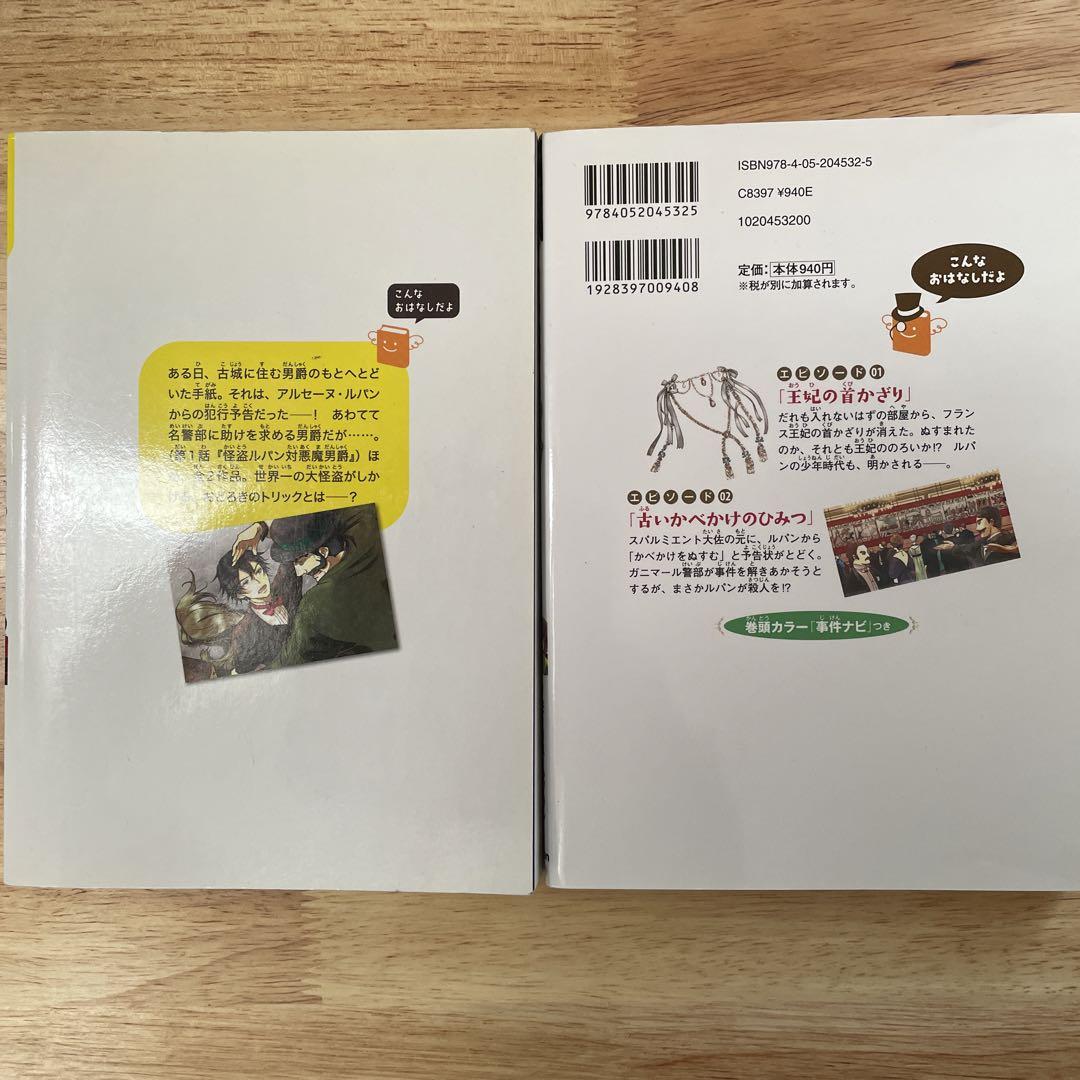 こんな
おはなしだよ
ある日、古城に住む男爵のもとへとど
いた手紙。それは、アルセーヌ・ルパン
からの犯行予告だった――! あわてて
名警部に助けを求める男爵だが……。
(第1話『怪盗ルパン対悪魔男爵』)ほ
か、全2作品。世界一の大怪盗がしか
ける、おどろきのトリックとは――?
ISBN978-4-05-204532-5
C8397 ¥940E
1020453200
9784052045325
1928397009408
定価:本体940円
※税が別に加算されます。
こんな
おはなしだよ
エピソード01
「王妃の首かざり」
だれも入れないはずの部屋から、フラン
ス王妃の首かざりが消えた。ぬすまれた
のか、それとも王妃ののろいか!? ルパ
ンの少年時代も、明かされる――。
エピソード02
「古いかべかけのひみつ」
スパルミエント大佐の元に、ルパンから
「かべかけをぬすむ」と予告状がとどく。
ガニマール警部が事件を解きあかそうと
するが、まさかルパンが殺人を!?
巻頭カラー「事件ナビ」つき